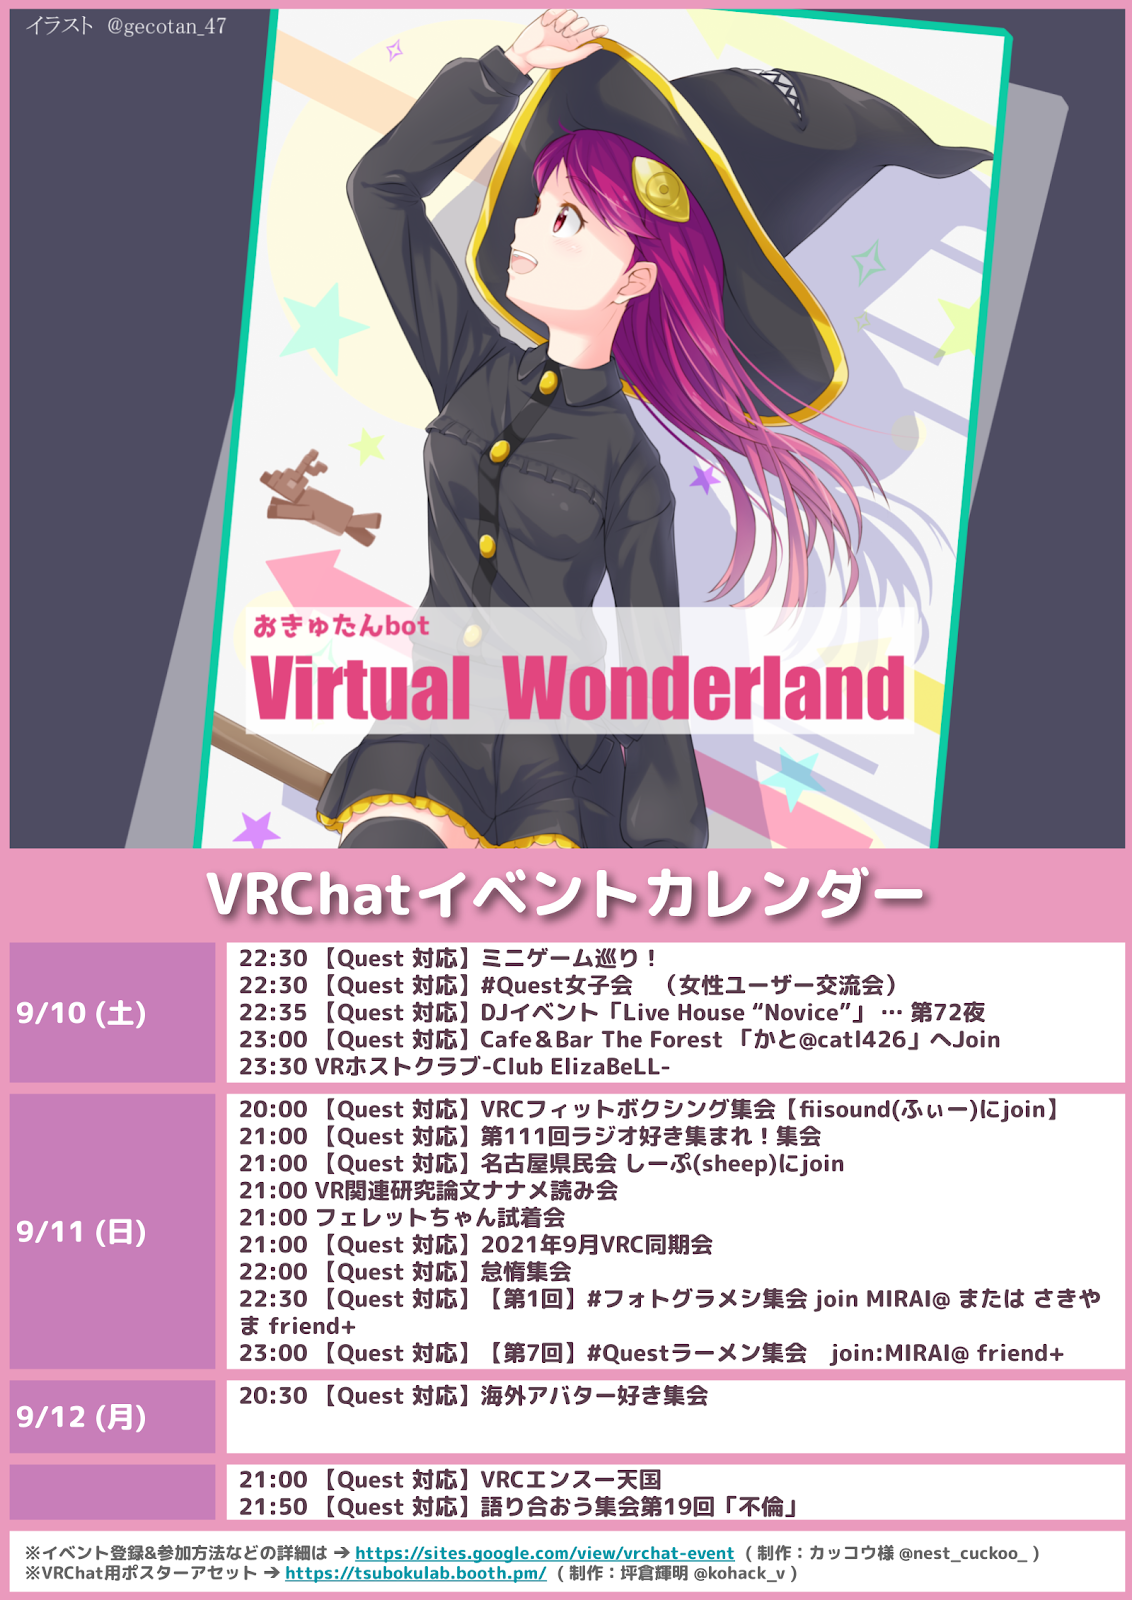 イラスト @gecotan_47
おきゅたんbot
Virtual Wonderland
VRChatイベントカレンダー
9/10 (土)
22:30 【Quest 対応】ミニゲーム巡り！
22:30 【Quest 対応】#Quest女子会　（女性ユーザー交流会）
22:35 【Quest 対応】DJイベント「Live House “Novice”」 … 第72夜
23:00 【Quest 対応】Cafe＆Bar The Forest 「かと@catl426」へJoin
23:30 VRホストクラブ-Club ElizaBeLL-
9/11 (日)
20:00 【Quest 対応】VRCフィットボクシング集会【fiisound(ふぃー)にjoin】
21:00 【Quest 対応】第111回ラジオ好き集まれ！集会
21:00 【Quest 対応】名古屋県民会 しーぷ(sheep)にjoin
21:00 VR関連研究論文ナナメ読み会
21:00 フェレットちゃん試着会
21:00 【Quest 対応】2021年9月VRC同期会
22:00 【Quest 対応】怠惰集会
22:30 【Quest 対応】【第1回】#フォトグラメシ集会 join MIRAI@ または さきや
ま friend+
23:00 【Quest 対応】【第7回】#Questラーメン集会　join:MIRAI@ friend+
9/12 (月)
20:30 【Quest 対応】海外アバター好き集会
21:00 【Quest 対応】VRCエンスー天国
21:50 【Quest 対応】語り合おう集会第19回「不倫」
※イベント登録&参加方法などの詳細は ➔ https://sites.google.com/view/vrchat-event （ 制作：カッコウ様 @nest_cuckoo_ ）
※VRChat用ポスターアセット ➔ https://tsubokulab.booth.pm/ （ 制作：坪倉輝明 @kohack_v ）